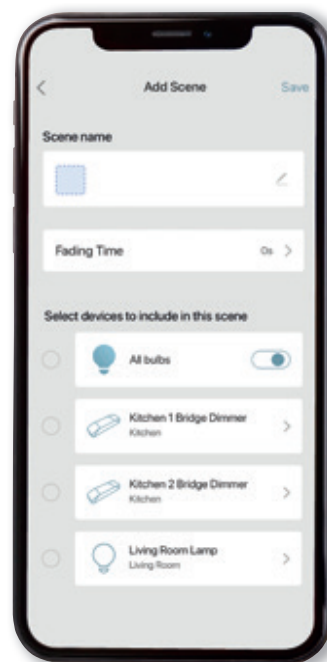 Add Scene
Save
Scene name
Fading Time
0s
Select devices to include in this scene
All bulbs
Kitchen 1 Bridge Dimmer
Kitchen
Kitchen 2 Bridge Dimmer
Kitchen
Living Room Lamp
Living Room